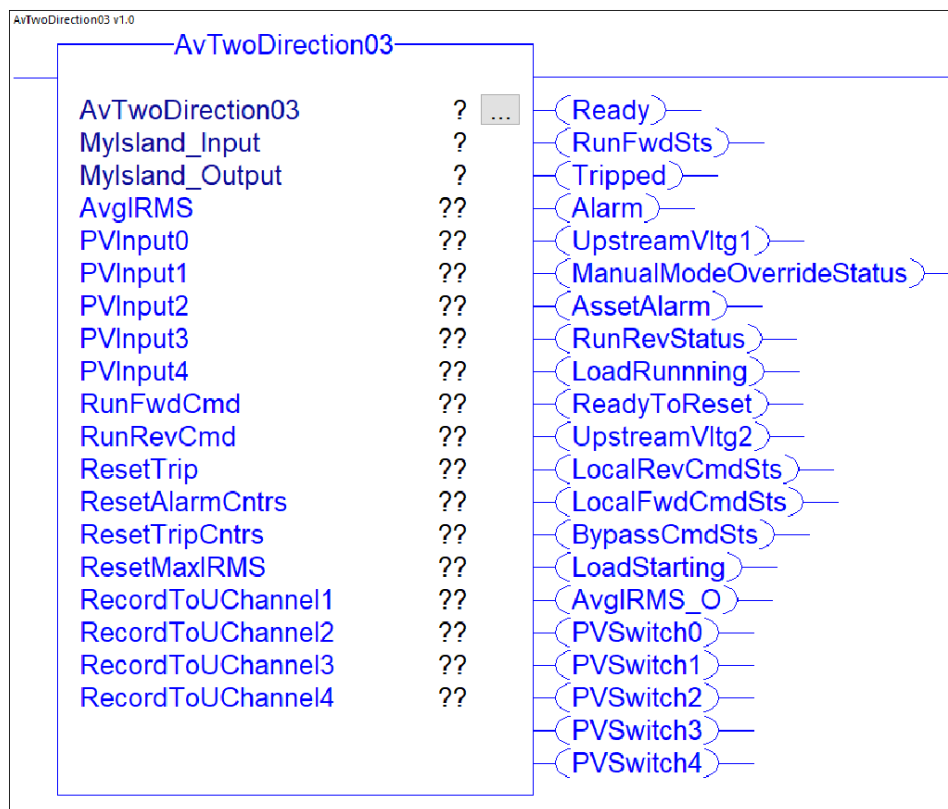 AvTwoDirection03 v1.0
AvTwoDirection03
AvTwoDirection03 ? ... Ready
MyIsland_Input ? RunFwdSts
MyIsland_Output ? Tripped
AvgIRMS ?? Alarm
PVInput0 ?? UpstreamVltg1
PVInput1 ?? ManualModeOverrideStatus
PVInput2 ?? AssetAlarm
PVInput3 ?? RunRevStatus
PVInput4 ?? LoadRunnning
RunFwdCmd ?? ReadyToReset
RunRevCmd ?? UpstreamVltg2
ResetTrip ?? LocalRevCmdSts
ResetAlarmCntrs ?? LocalFwdCmdSts
ResetTripCntrs ?? BypassCmdSts
ResetMaxIRMS ?? LoadStarting
RecordToUChannel1 ?? AvgIRMS_O
RecordToUChannel2 ?? PVSwitch0
RecordToUChannel3 ?? PVSwitch1
RecordToUChannel4 ?? PVSwitch2
PVSwitch3
PVSwitch4